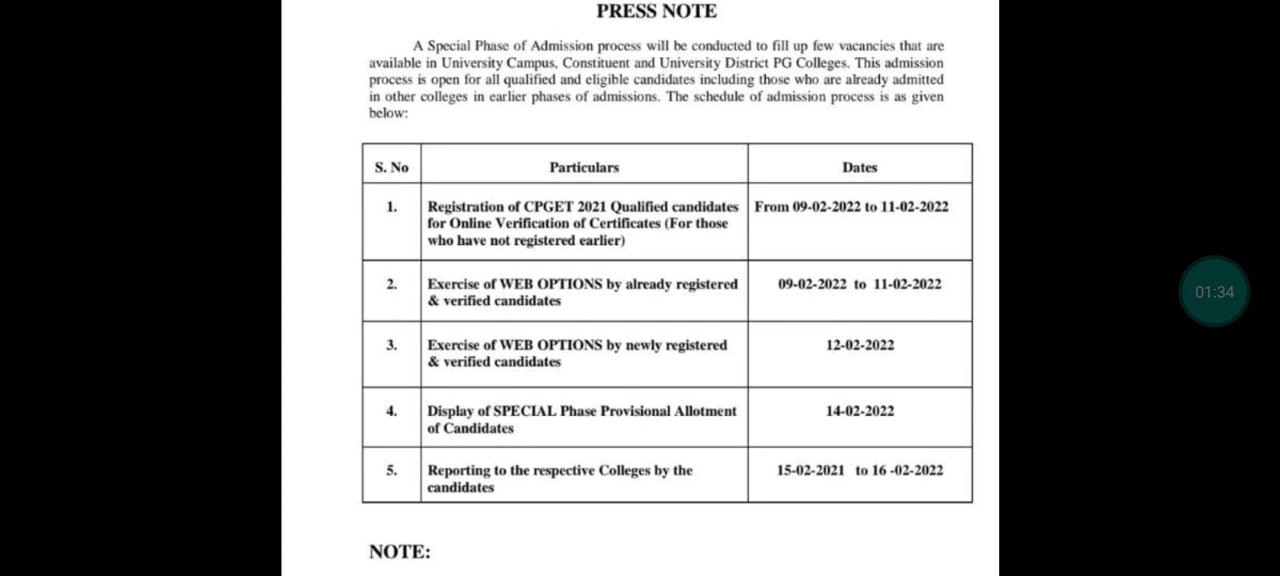 PRESS NOTE
A Special Phase of Admission process will be conducted to fill up few vacancies that are
available in University Campus, Constituent and University District PG Colleges. This admission
process is open for all qualified and eligible candidates including those who are already admitted
in other colleges in earlier phases of admissions. The schedule of admission process is as given
below:
S. No Particulars Dates
1. Registration of CPGET 2021 Qualified candidates From 09-02-2022 to 11-02-2022
for Online Verification of Certificates (For those
who have not registered earlier)
2. Exercise of WEB OPTIONS by already registered 09-02-2022 to 11-02-2022
& verified candidates
3. Exercise of WEB OPTIONS by newly registered 12-02-2022
& verified candidates
4. Display of SPECIAL Phase Provisional Allotment 14-02-2022
of Candidates
5. Reporting to the respective Colleges by the 15-02-2021 to 16 -02-2022
candidates
NOTE:
01:34